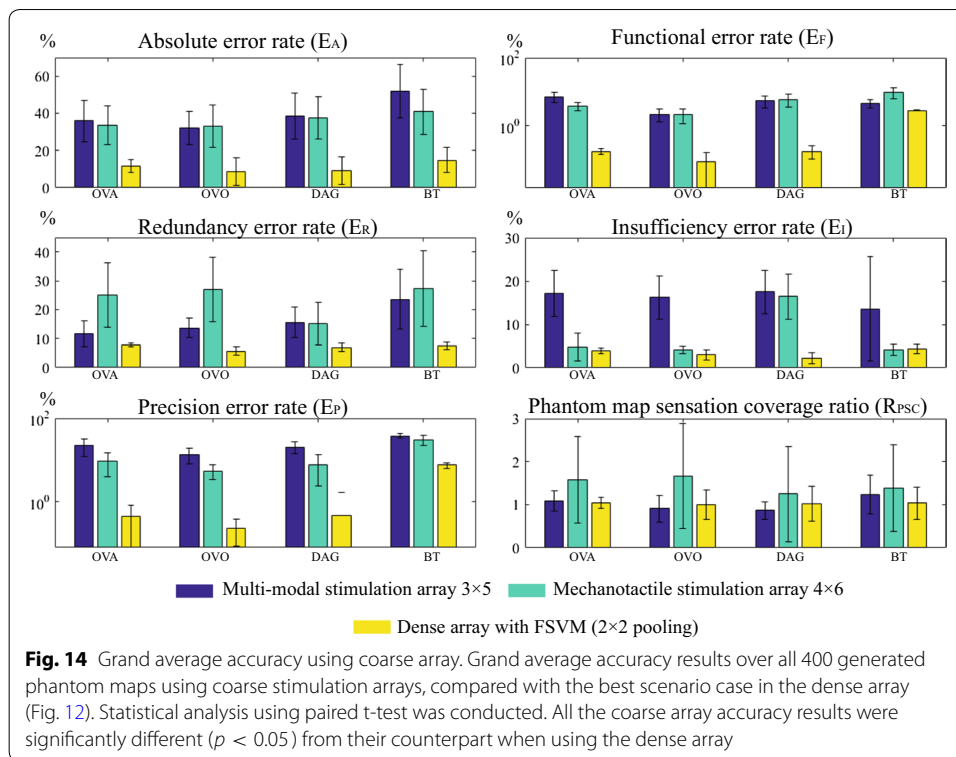 % Absolute error rate (EA)
60
40
20
0
OVA OVO DAG BT
% Functional error rate (EF)
10²
10⁰
OVA OVO DAG BT
% Redundancy error rate (ER)
40
30
20
10
0
OVA OVO DAG BT
% Insufficiency error rate (EI)
30
20
10
0
OVA OVO DAG BT
% Precision error rate (EP)
10²
10⁰
OVA OVO DAG BT
Phantom map sensation coverage ratio (RPSC)
3
2
1
0
OVA OVO DAG BT
Multi-modal stimulation array 3×5 Mechanotactile stimulation array 4×6
Dense array with FSVM (2×2 pooling)
Fig. 14 Grand average accuracy using coarse array. Grand average accuracy results over all 400 generated
phantom maps using coarse stimulation arrays, compared with the best scenario case in the dense array
(Fig. 12). Statistical analysis using paired t-test was conducted. All the coarse array accuracy results were
significantly different (p < 0.05) from their counterpart when using the dense array